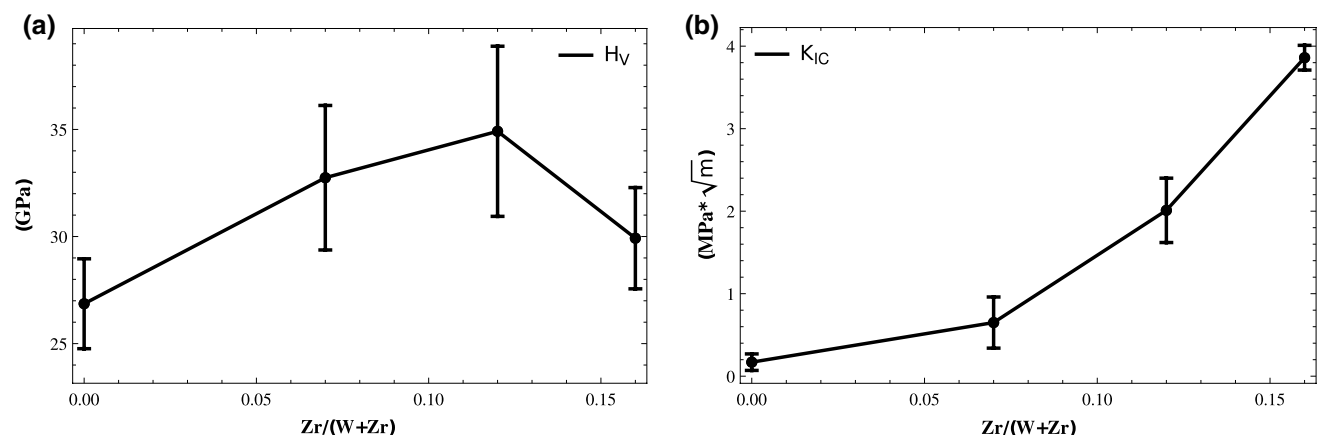 (a)
H_V
(GPa)
35
30
25
0.00 0.05 0.10 0.15
Zr/(W+Zr)
(b)
K_IC
(MPa* √m)
4
3
2
1
0
0.00 0.05 0.10 0.15
Zr/(W+Zr)